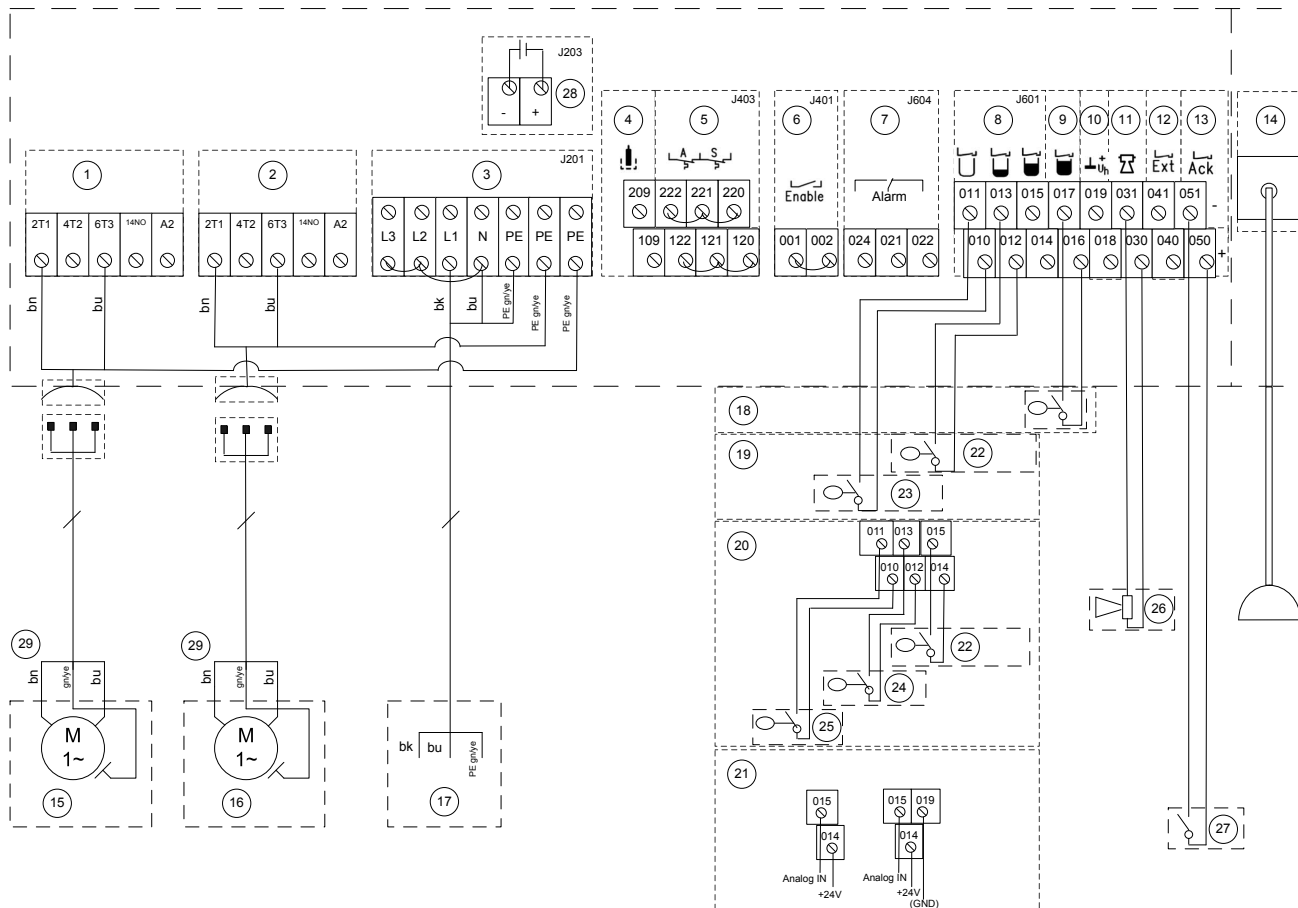 J203
28
- +
J403
J401
J604
J601
4 5 6 7 8 9 10 11 12 13 14
1 2 3
J201
A S
Enable
Alarm
+
Uh
Ext
Ack
209 222 221 220
011 013 015 017 019 031 041 051 -
2T1 4T2 6T3 14NO A2
2T1 4T2 6T3 14NO A2
L3 L2 L1 N PE PE PE
109 122 121 120
001 002
024 021 022
010 012 014 016 018 030 040 050 +
bn bu
bn bu
bk bu PE gn/ye PE gn/ye PE gn/ye
18
19
22
23
20
011 013 015
010 012 014
26
22
24
25
29
bn gn/ye bu
29
bn gn/ye bu
M
1~
M
1~
bk bu PE gn/ye
15
16
17
21
015
014
015 019
014
Analog IN
+24V
Analog IN
+24V
(GND)
27